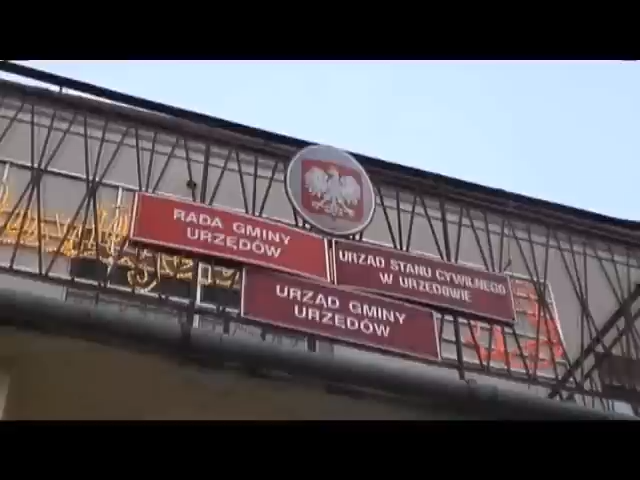 RADA GMINY
URZĘDÓW
URZĄD STANU CYWILNEGO
W URZĘDOWIE
URZĄD GMINY
URZĘDÓW